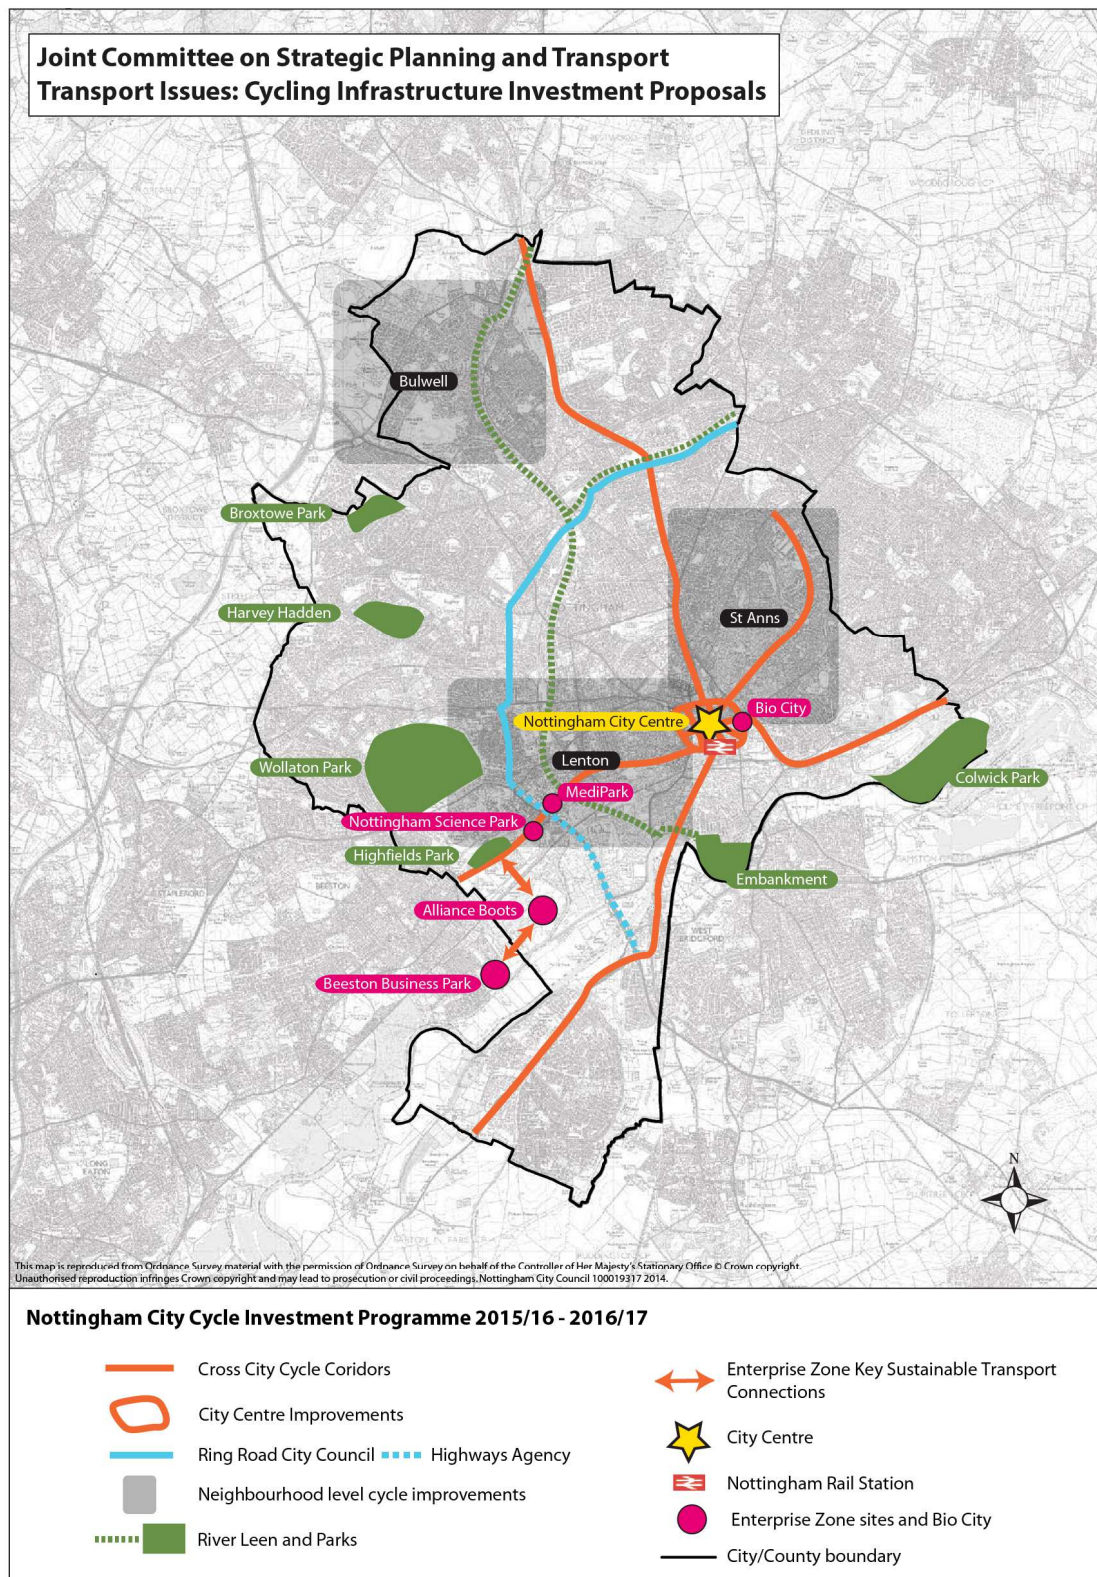 Joint Committee on Strategic Planning and Transport
Transport Issues: Cycling Infrastructure Investment Proposals
Bulwell
Broxtowe Park
Harvey Hadden
TINGHAM
St Anns
Bio City
Nottingham City Centre
Lenton
Wollaton Park
Colwick Park
MediPark
Nottingham Science Park
Highfields Park
Embankment
BEESTON
STAPLEFORD
Alliance Boots
WEST
BRIDGFORD
Beeston Business Park
LONG
EATON
N
This map is reproduced from Ordnance Survey material with the permission of Ordnance Survey on behalf of the Controller of Her Majesty's Stationary Office © Crown copyright.
Unauthorised reproduction infringes Crown copyright and may lead to prosecution or civil proceedings. Nottingham City Council 100019317 2014.
Nottingham City Cycle Investment Programme 2015/16 - 2016/17
Cross City Cycle Coridors
City Centre Improvements
Ring Road City Council
Highways Agency
Neighbourhood level cycle improvements
River Leen and Parks
Enterprise Zone Key Sustainable Transport
Connections
City Centre
Nottingham Rail Station
Enterprise Zone sites and Bio City
City/County boundary